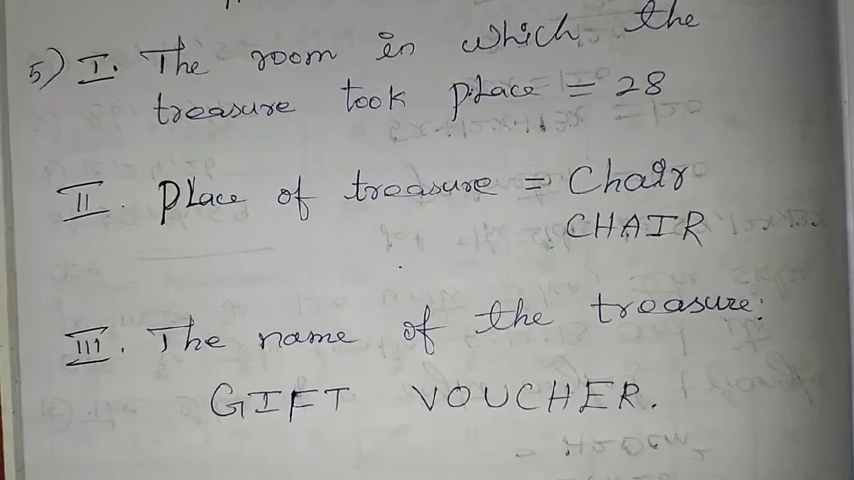 5) I. The room in which the
treasure took place = 28
II. Place of treasure = Chair
CHAIR
III. The name of the treasure:
GIFT VOUCHER.